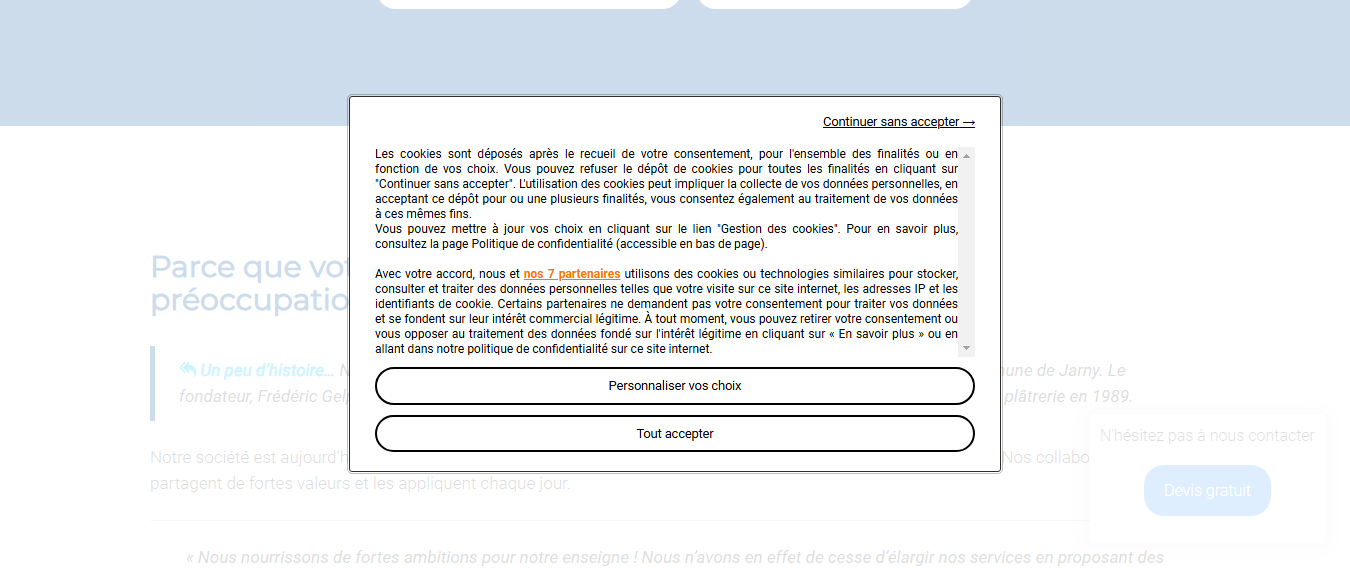 Continuer sans accepter →
Les cookies sont déposés après le recueil de votre consentement, pour l'ensemble des finalités ou en
fonction de vos choix. Vous pouvez refuser le dépôt de cookies pour toutes les finalités en cliquant sur
"Continuer sans accepter". L'utilisation des cookies peut impliquer la collecte de vos données personnelles, en
acceptant ce dépôt pour ou une plusieurs finalités, vous consentez également au traitement de vos données
à ces mêmes fins.
Vous pouvez mettre à jour vos choix en cliquant sur le lien "Gestion des cookies". Pour en savoir plus,
consultez la page Politique de confidentialité (accessible en bas de page).
Avec votre accord, nous et nos 7 partenaires utilisons des cookies ou technologies similaires pour stocker,
consulter et traiter des données personnelles telles que votre visite sur ce site internet, les adresses IP et les
identifiants de cookie. Certains partenaires ne demandent pas votre consentement pour traiter vos données
et se fondent sur leur intérêt commercial légitime. À tout moment, vous pouvez retirer votre consentement ou
vous opposer au traitement des données fondé sur l'intérêt légitime en cliquant sur « En savoir plus » ou en
allant dans notre politique de confidentialité sur ce site internet.
Personnaliser vos choix
Tout accepter
Parce que
préoccupatio
Un peu d'histoire... de Jarny. Le
fondateur, Frédéric plâtrerie en 1989.
Notre société est aujourd'h Nos collabo
partagent de fortes valeurs et les appliquent chaque jour.
« Nous nourrissons de fortes ambitions pour notre enseigne ! Nous n'avons en effet de cesse d'élargir nos services en proposant des
N'hésitez pas à nous contacter
Devis gratuit